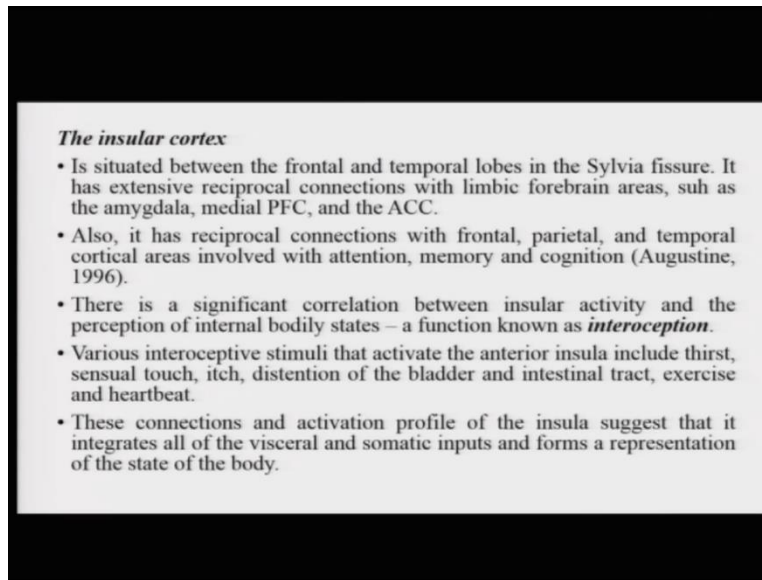 The insular cortex
• Is situated between the frontal and temporal lobes in the Sylvia fissure. It
has extensive reciprocal connections with limbic forebrain areas, suh as
the amygdala, medial PFC, and the ACC.
• Also, it has reciprocal connections with frontal, parietal, and temporal
cortical areas involved with attention, memory and cognition (Augustine,
1996).
• There is a significant correlation between insular activity and the
perception of internal bodily states – a function known as interoception.
• Various interoceptive stimuli that activate the anterior insula include thirst,
sensual touch, itch, distention of the bladder and intestinal tract, exercise
and heartbeat.
• These connections and activation profile of the insula suggest that it
integrates all of the visceral and somatic inputs and forms a representation
of the state of the body.